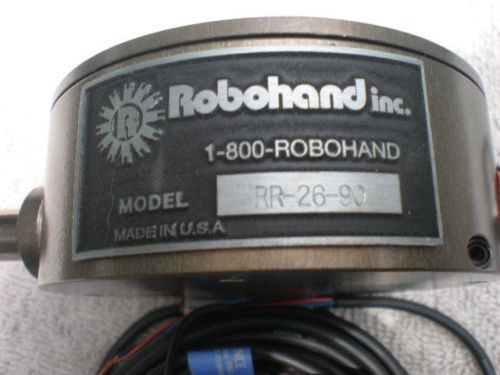 R
Robohand inc.
1-800-ROBOHAND
MODEL RR-26-90
MADE IN U.S.A